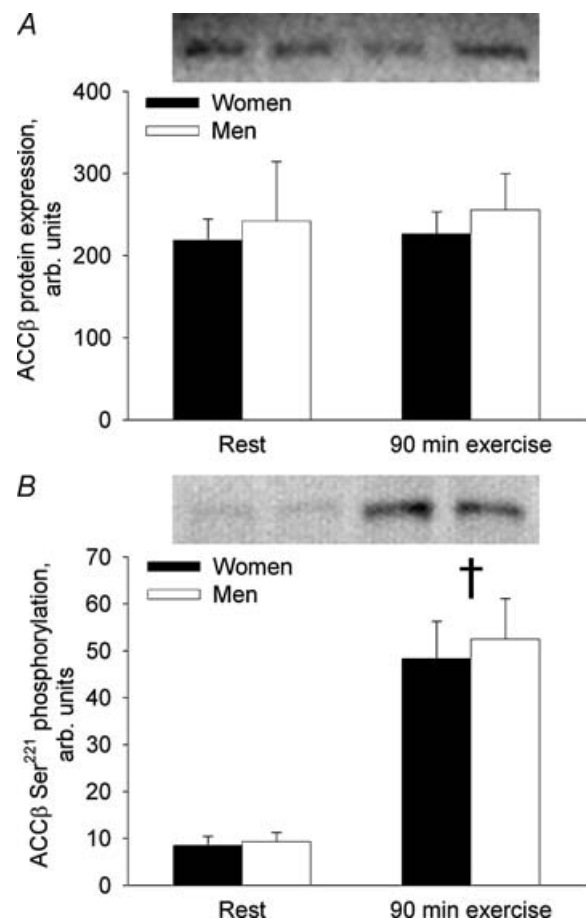 A
400
300
200
100
0
ACCβ protein expression,
arb. units
Women
Men
Rest 90 min exercise
B
70
60
50
40
30
20
10
0
ACCβ Ser²²¹ phosphorylation,
arb. units
Women
Men
†
Rest 90 min exercise